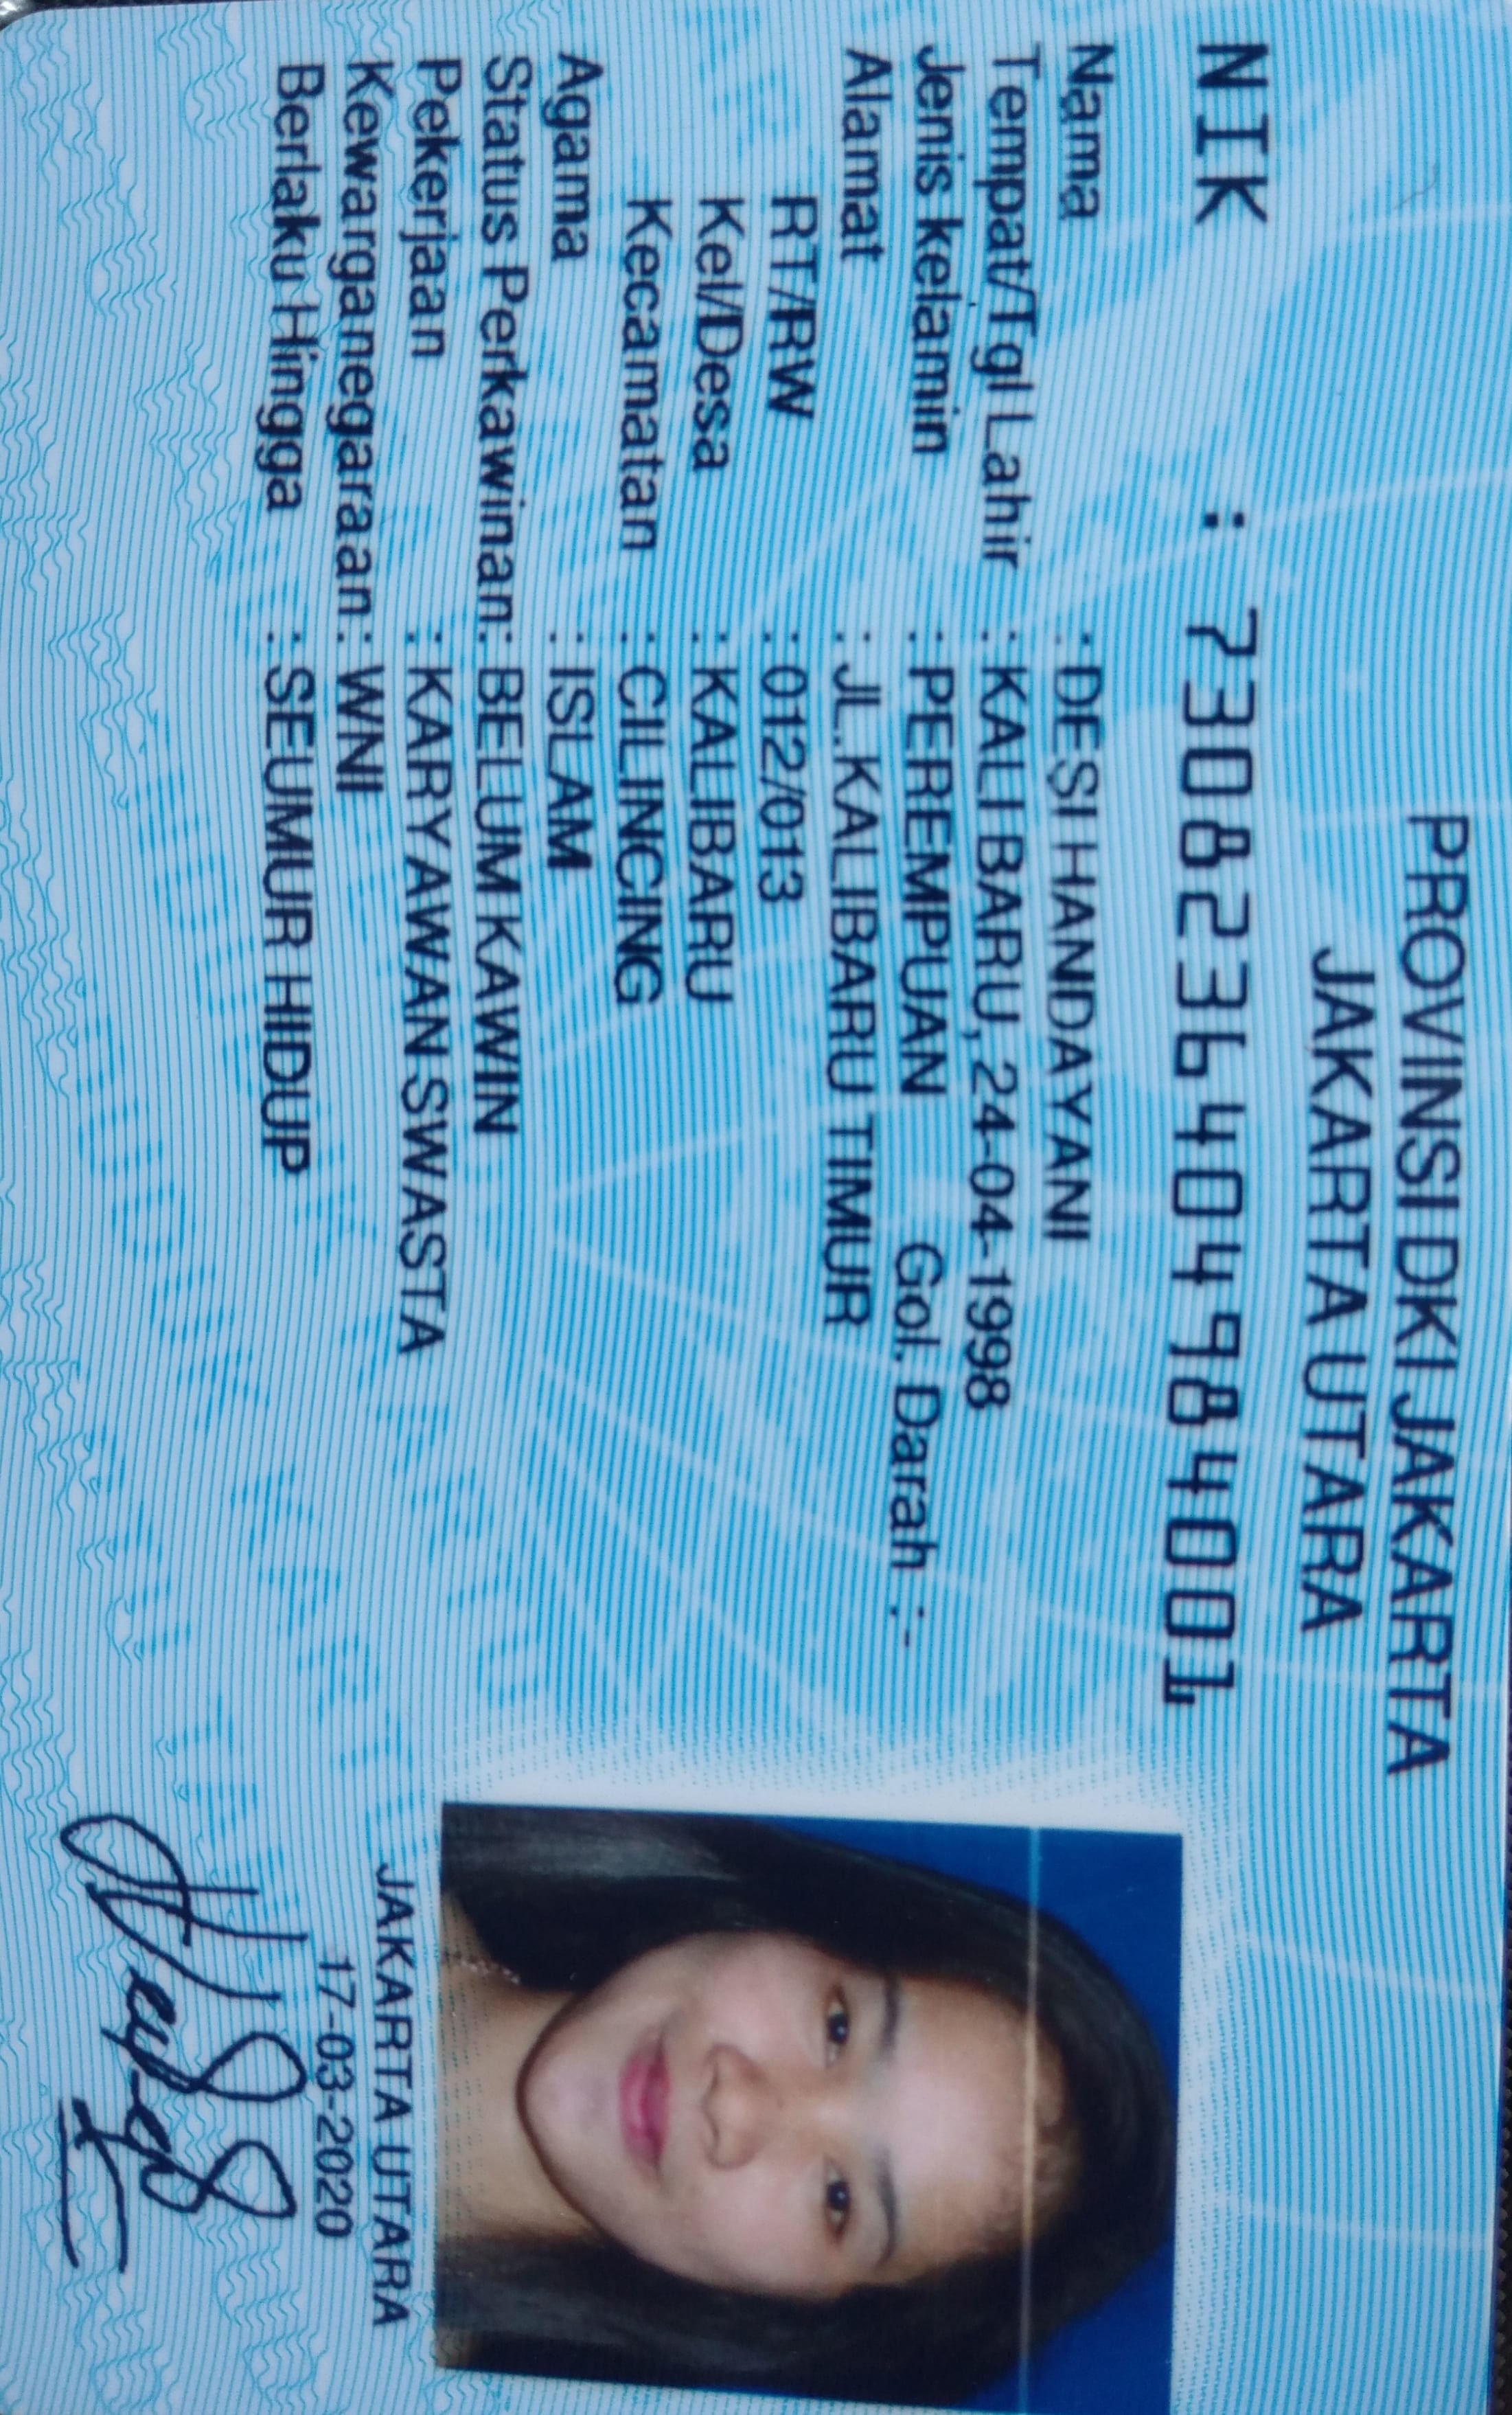 PROVINSI DKI JAKARTA
JAKARTA UTARA
NIK : 7308236404984001
Nama : DESI HANDAYANI
Tempat/Tgl Lahir : KALI BARU, 24-04-1998
Jenis kelamin : PEREMPUAN Gol. Darah :-
Alamat : JL.KALIBARU TIMUR
RT/RW : 012/013
Kel/Desa : KALIBARU
Kecamatan : CILINCING
Agama : ISLAM
Status Perkawinan: BELUM KAWIN
Pekerjaan : KARYAWAN SWASTA
Kewarganegaraan: WNI
Berlaku Hingga : SEUMUR HIDUP
JAKARTA UTARA
17-03-2020